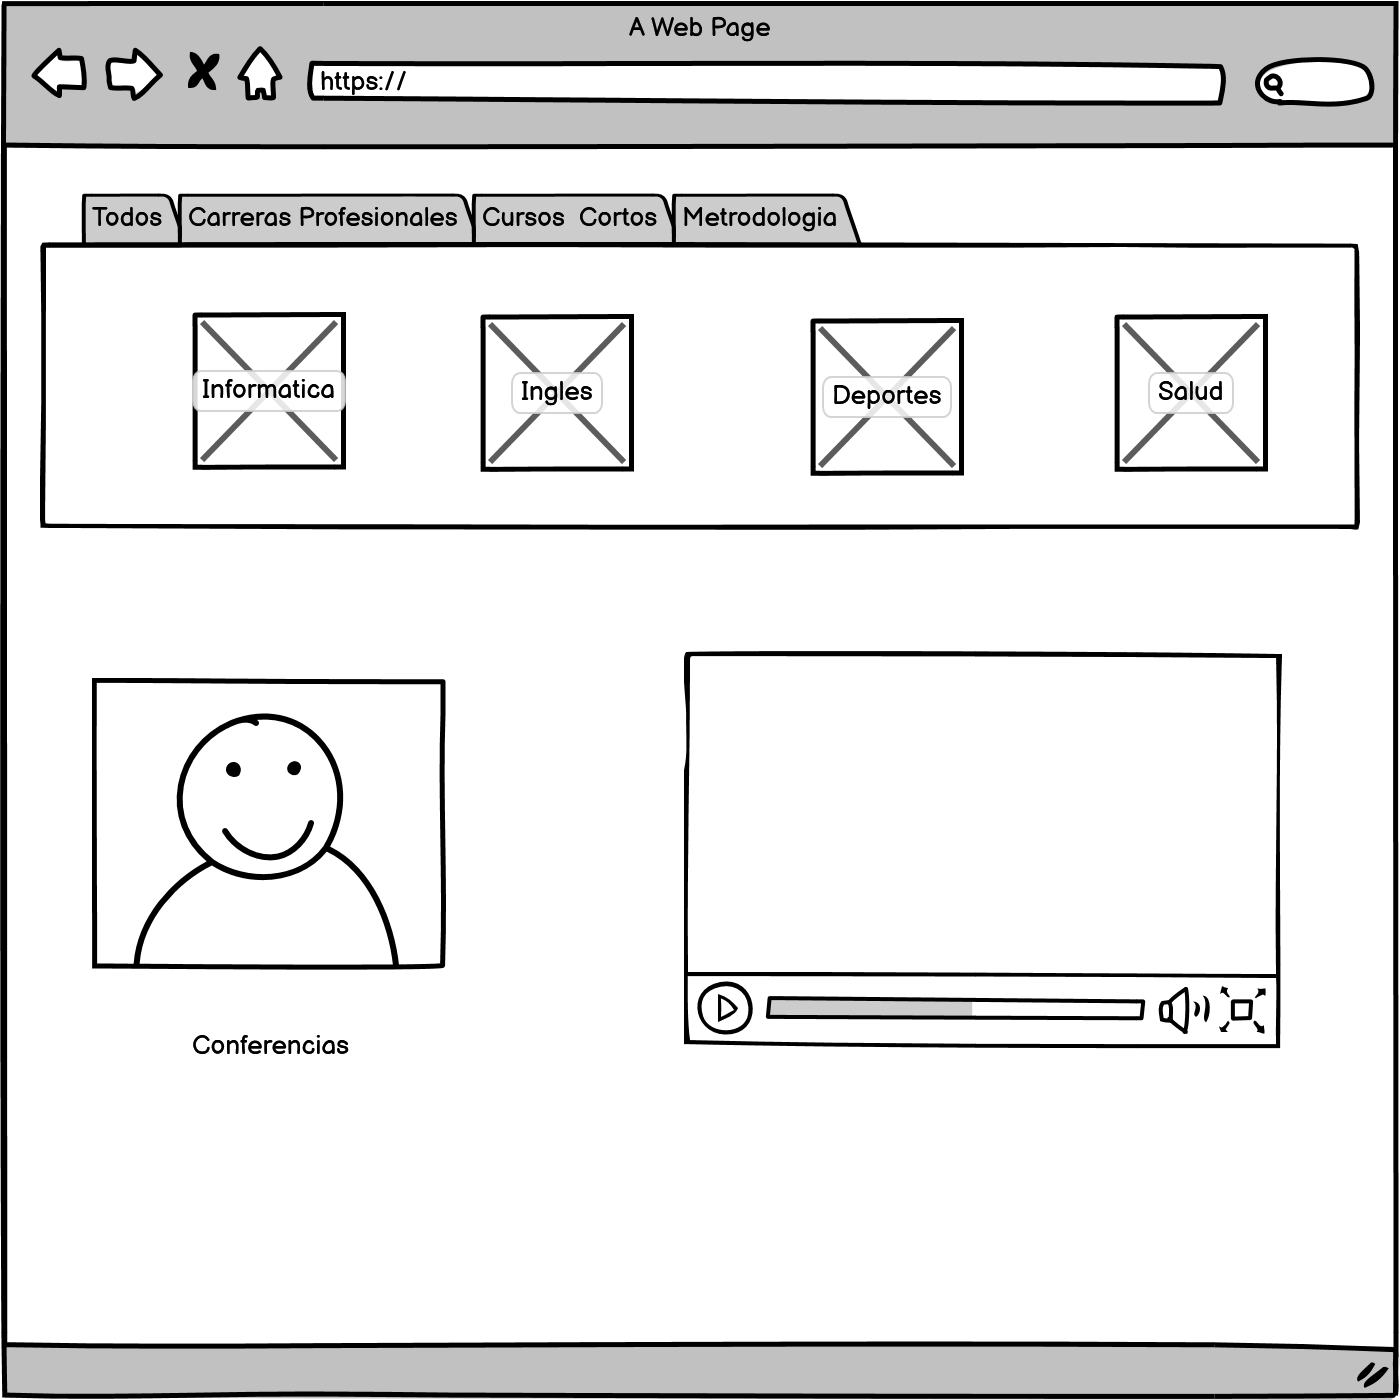 A Web Page
https://
Todos Carreras Profesionales Cursos Cortos Metrodologia
Informatica Ingles Deportes Salud
Conferencias